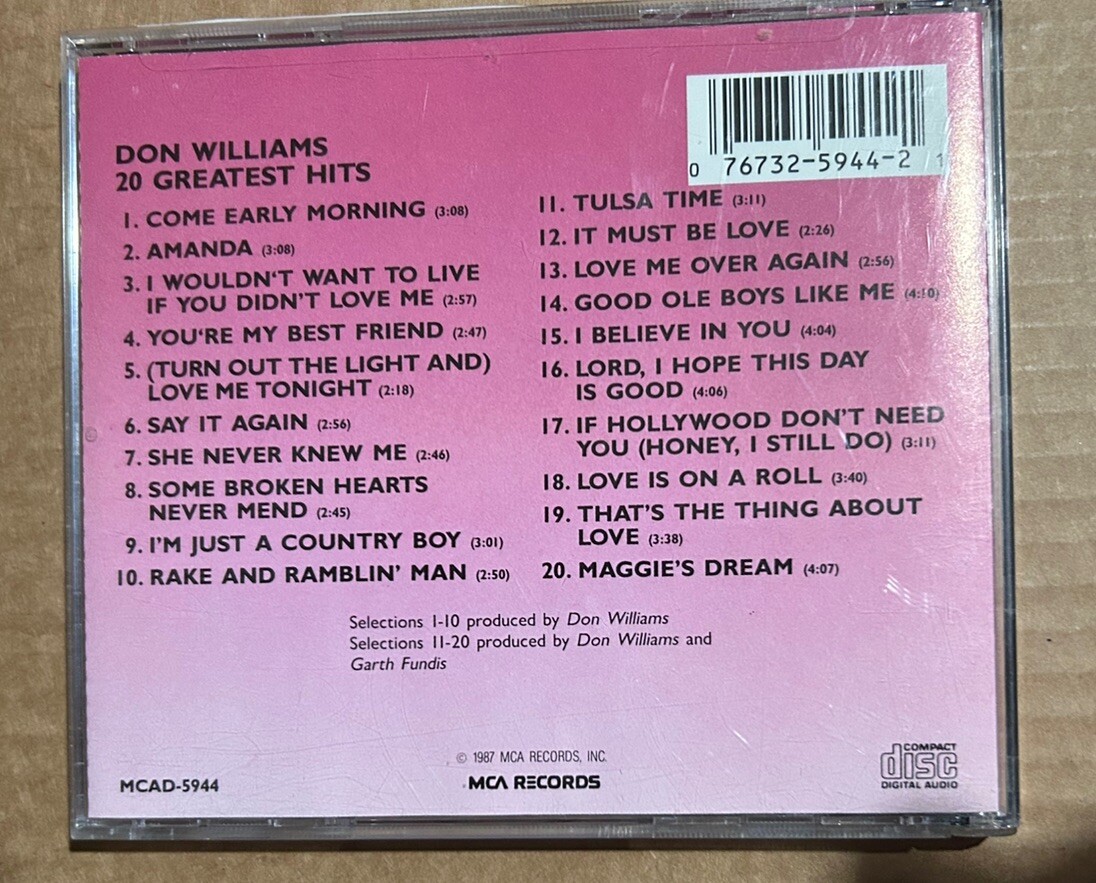 0 76732-5944-2 1
DON WILLIAMS
20 GREATEST HITS
1. COME EARLY MORNING (3:08)
2. AMANDA (3:08)
3. I WOULDN'T WANT TO LIVE
IF YOU DIDN'T LOVE ME (2:57)
4. YOU'RE MY BEST FRIEND (2:47)
5. (TURN OUT THE LIGHT AND)
LOVE ME TONIGHT (2:18)
6. SAY IT AGAIN (2:56)
7. SHE NEVER KNEW ME (2:46)
8. SOME BROKEN HEARTS
NEVER MEND (2:45)
9. I'M JUST A COUNTRY BOY (3:01)
10. RAKE AND RAMBLIN' MAN (2:50)
11. TULSA TIME (3:11)
12. IT MUST BE LOVE (2:26)
13. LOVE ME OVER AGAIN (2:56)
14. GOOD OLE BOYS LIKE ME (4:10)
15. I BELIEVE IN YOU (4:04)
16. LORD, I HOPE THIS DAY
IS GOOD (4:06)
17. IF HOLLYWOOD DON'T NEED
YOU (HONEY, I STILL DO) (3:11)
18. LOVE IS ON A ROLL (3:40)
19. THAT'S THE THING ABOUT
LOVE (3:38)
20. MAGGIE'S DREAM (4:07)
Selections 1-10 produced by Don Williams
Selections 11-20 produced by Don Williams and
Garth Fundis
© 1987 MCA RECORDS, INC.
MCA RECORDS
MCAD-5944
COMPACT
disc
DIGITAL AUDIO